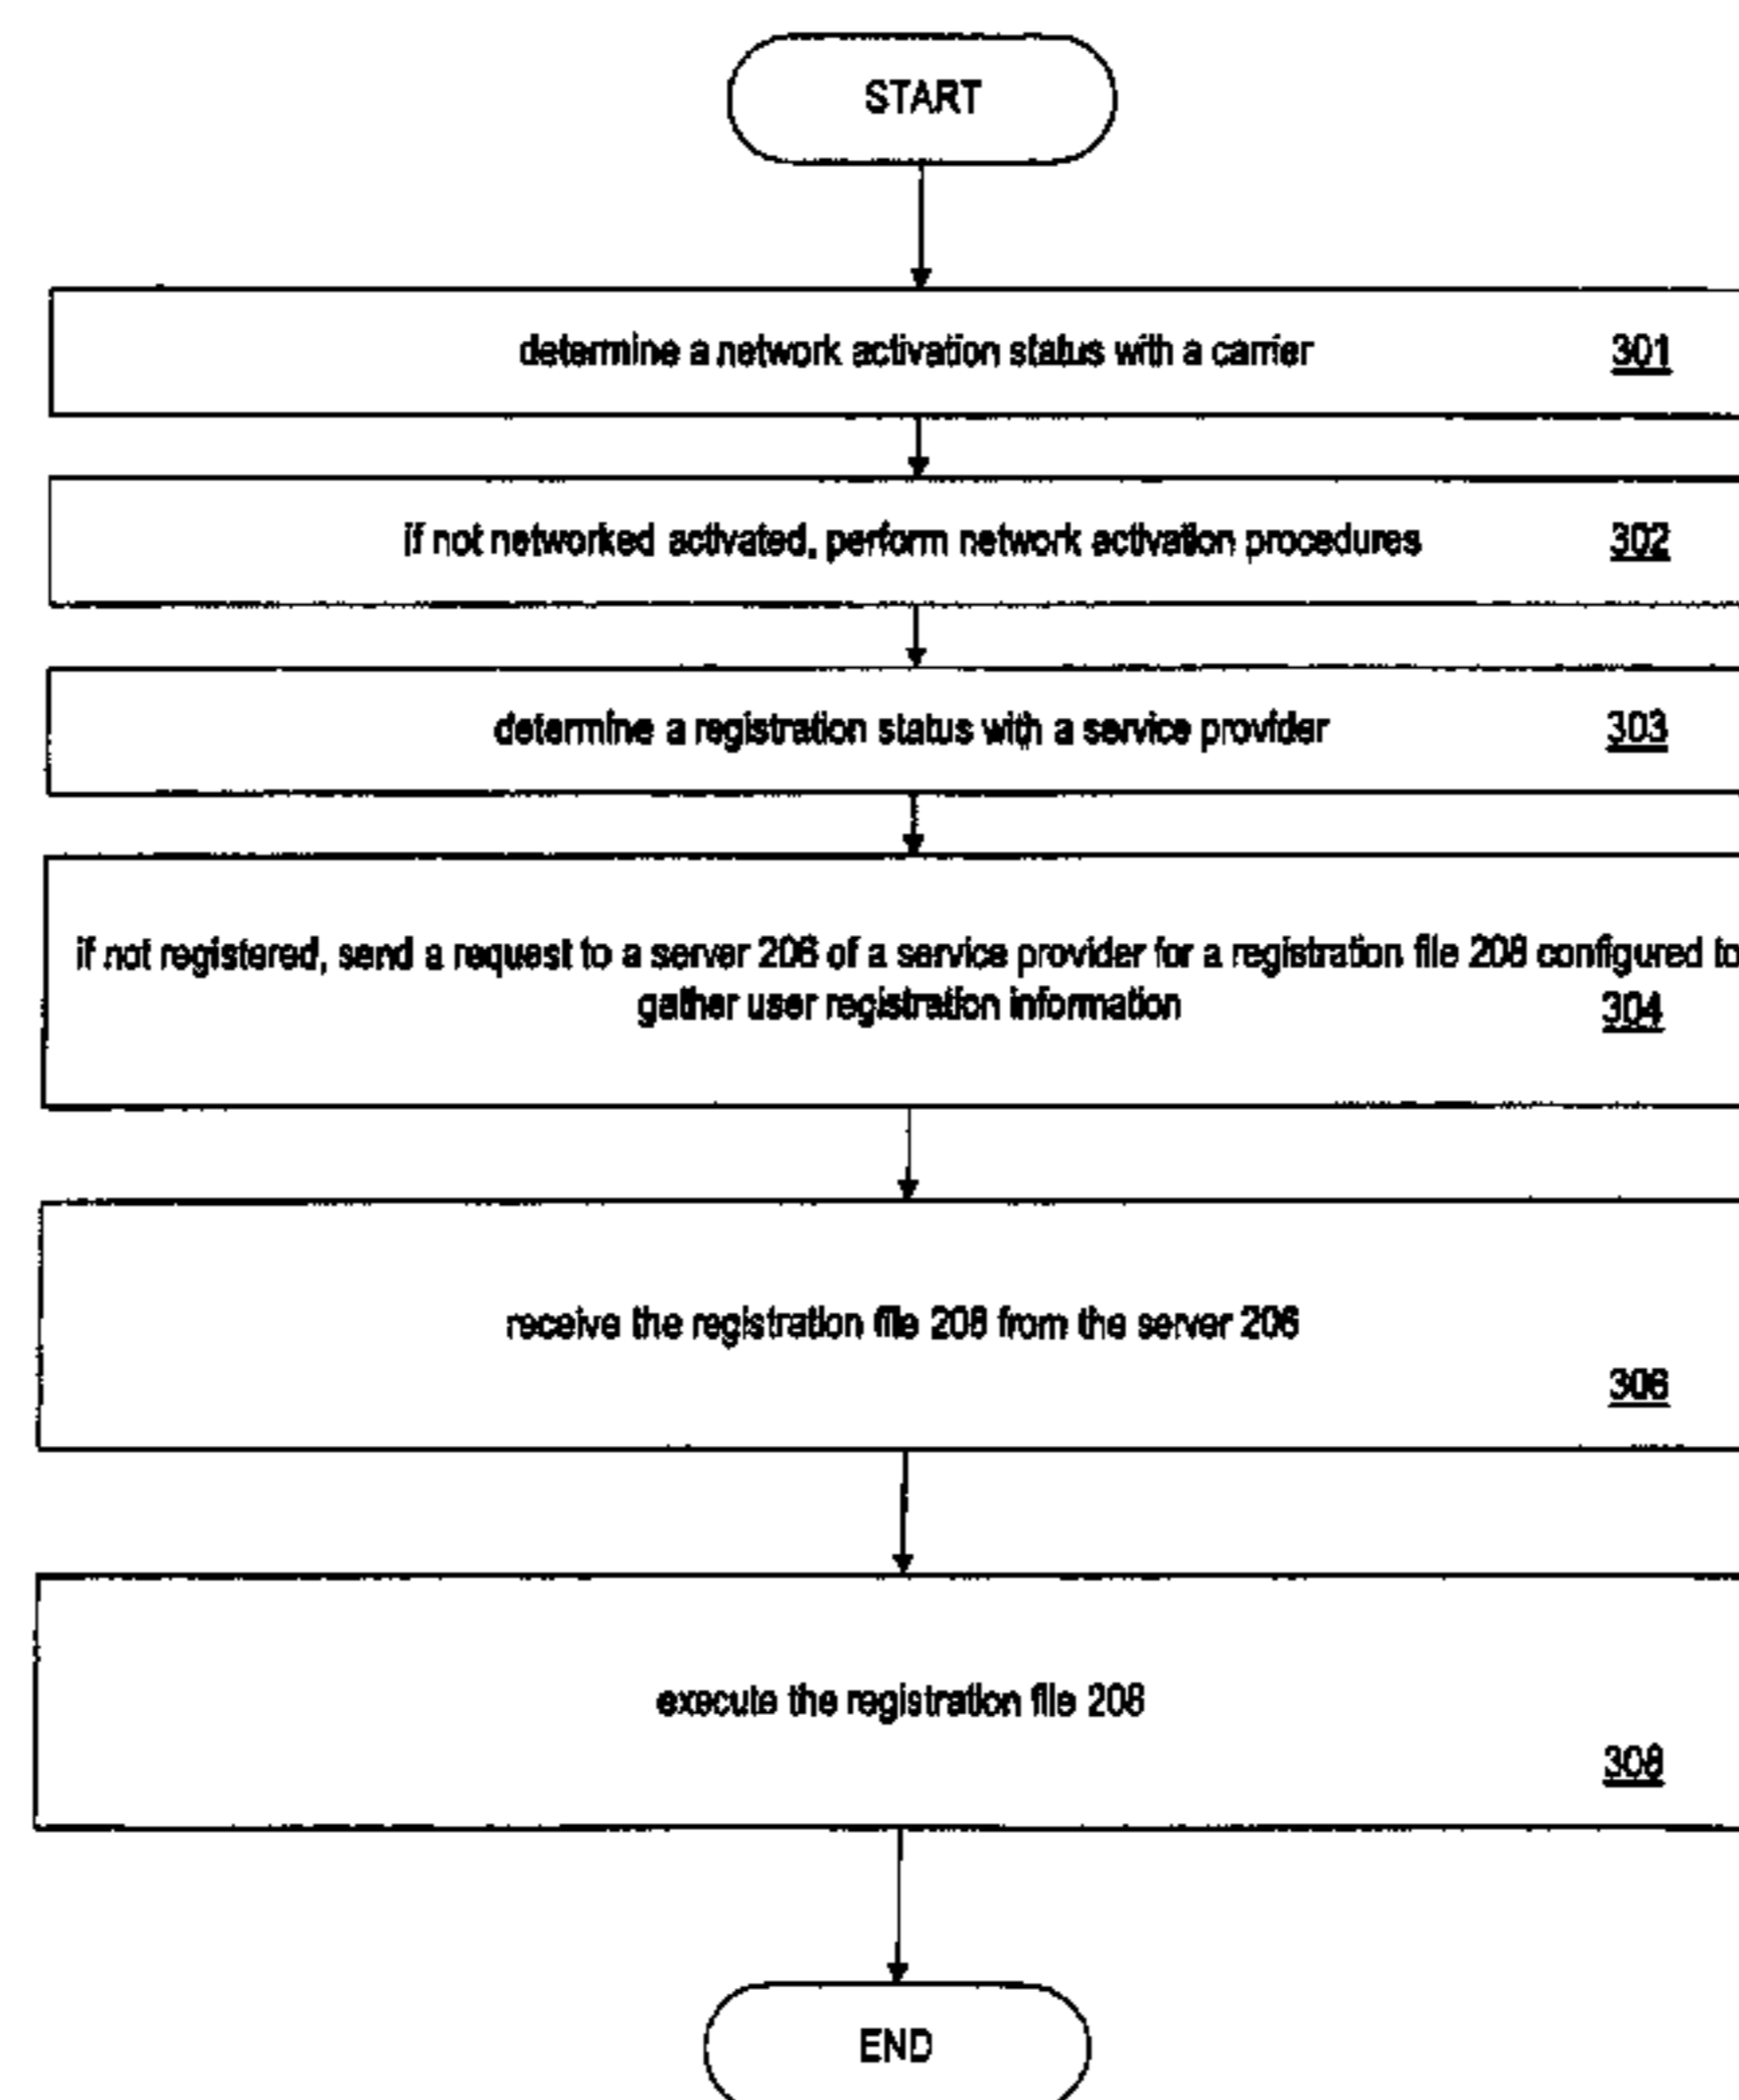 START
determine a network activation status with a carrier 301
if not networked activated, perform network activation procedures 302
determine a registration status with a service provider 303
if not registered, send a request to a server 206 of a service provider for a registration file 208 configured to
gather user registration information 304
receive the registration file 208 from the server 206
306
execute the registration file 208
308
END